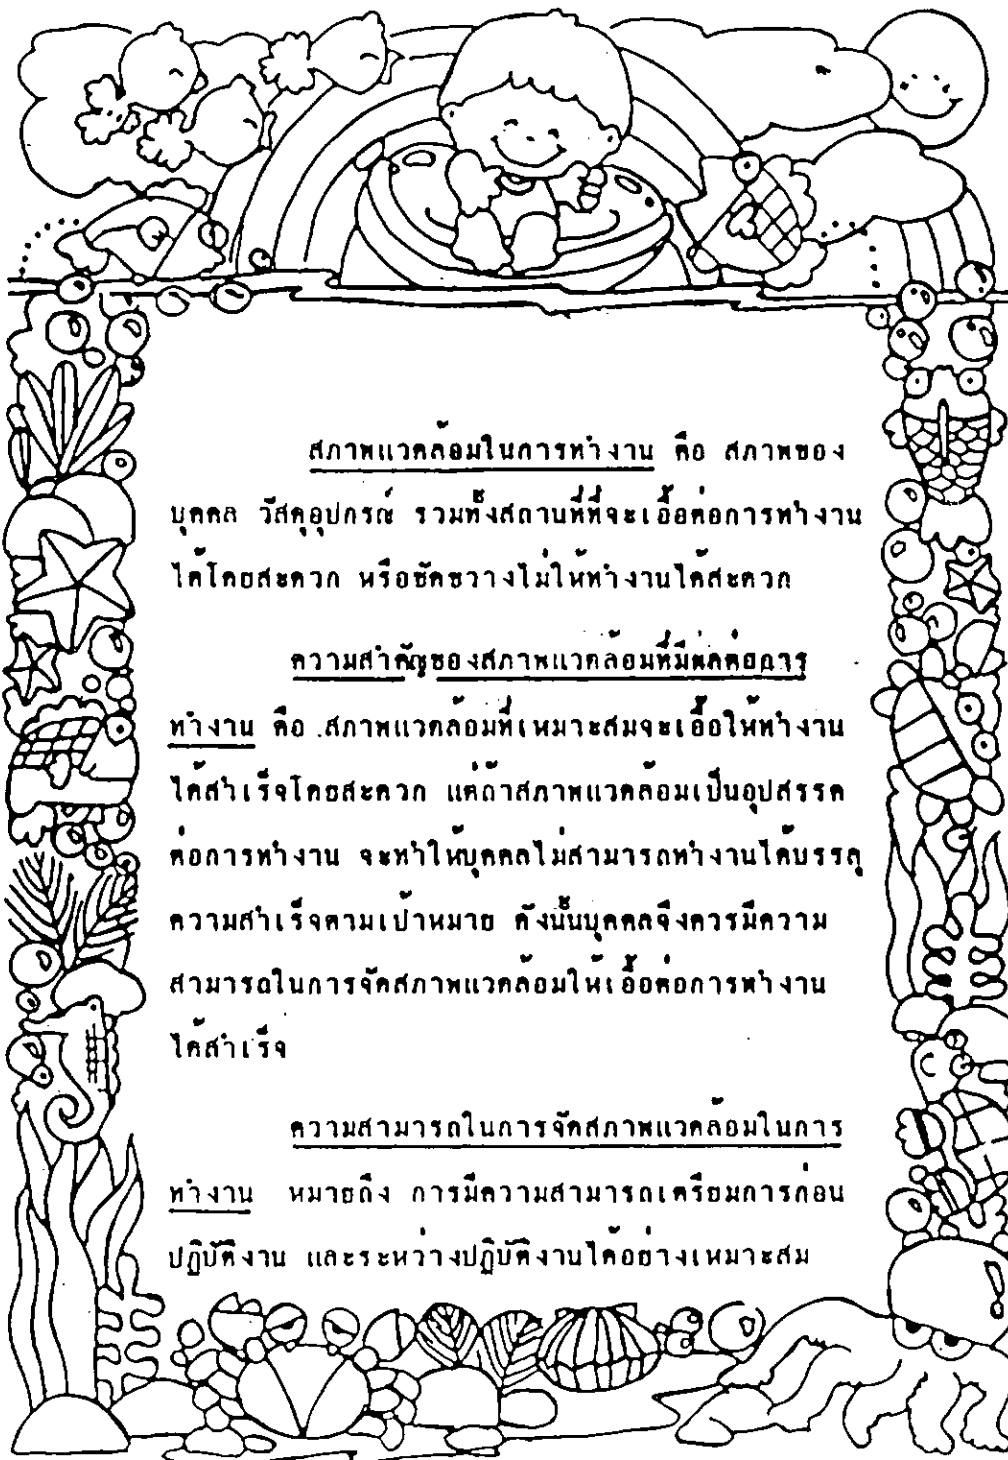 สภาพแวดล้อมในการทำงาน คือ สภาพของ
บุคคล วัสดุอุปกรณ์ รวมทั้งสถานที่ที่จะเอื้อต่อการทำงาน
ได้โดยสะดวก หรือขัดขวางไม่ให้ทำงานได้สะดวก
ความสำคัญของสภาพแวดล้อมที่มีผลต่อการ
ทำงาน คือ สภาพแวดล้อมที่เหมาะสมจะเอื้อให้ทำงาน
ได้สำเร็จโดยสะดวก แต่ถ้าสภาพแวดล้อมเป็นอุปสรรค
ต่อการทำงาน จะทำให้บุคคลไม่สามารถทำงานได้บรรลุ
ความสำเร็จตามเป้าหมาย ดังนั้นบุคคลจึงควรมีความ
สามารถในการจัดสภาพแวดล้อมให้เอื้อต่อการทำงาน
ได้สำเร็จ
ความสามารถในการจัดสภาพแวดล้อมในการ
ทำงาน หมายถึง การมีความสามารถเตรียมการก่อน
ปฏิบัติงาน และระหว่างปฏิบัติงานได้อย่างเหมาะสม